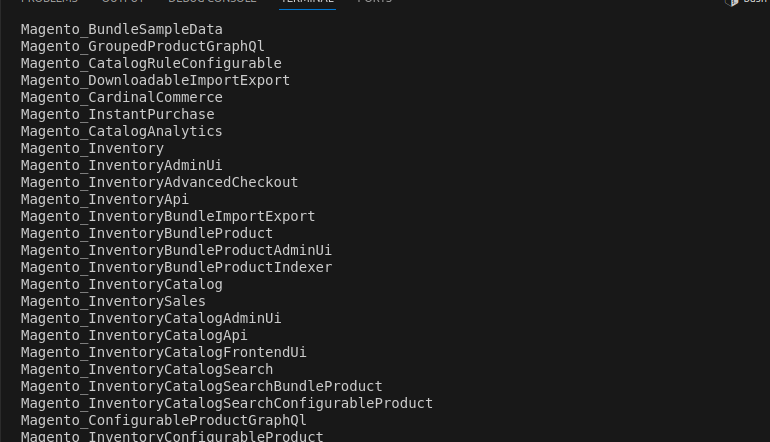 PROBLEMS OUTPUT DEBUG CONSOLE TERMINAL PORTS Bash
Magento_BundleSampleData
Magento_GroupedProductGraphQl
Magento_CatalogRuleConfigurable
Magento_DownloadableImportExport
Magento_CardinalCommerce
Magento_InstantPurchase
Magento_CatalogAnalytics
Magento_Inventory
Magento_InventoryAdminUi
Magento_InventoryAdvancedCheckout
Magento_InventoryApi
Magento_InventoryBundleImportExport
Magento_InventoryBundleProduct
Magento_InventoryBundleProductAdminUi
Magento_InventoryBundleProductIndexer
Magento_InventoryCatalog
Magento_InventorySales
Magento_InventoryCatalogAdminUi
Magento_InventoryCatalogApi
Magento_InventoryCatalogFrontendUi
Magento_InventoryCatalogSearch
Magento_InventoryCatalogSearchBundleProduct
Magento_InventoryCatalogSearchConfigurableProduct
Magento_ConfigurableProductGraphQl
Magento_InventoryConfigurableProduct